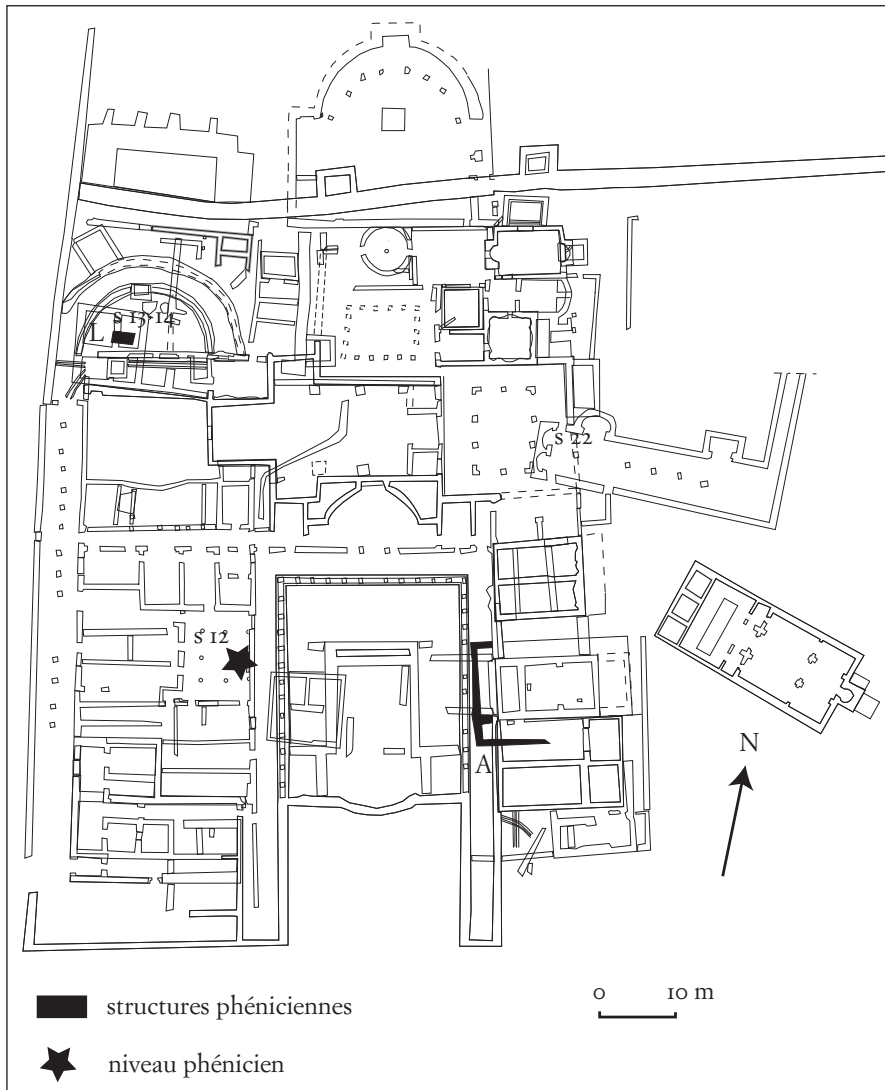 S 13-14
L
S 22
S 12
A
N
0 10 m
structures phéniciennes
niveau phénicien